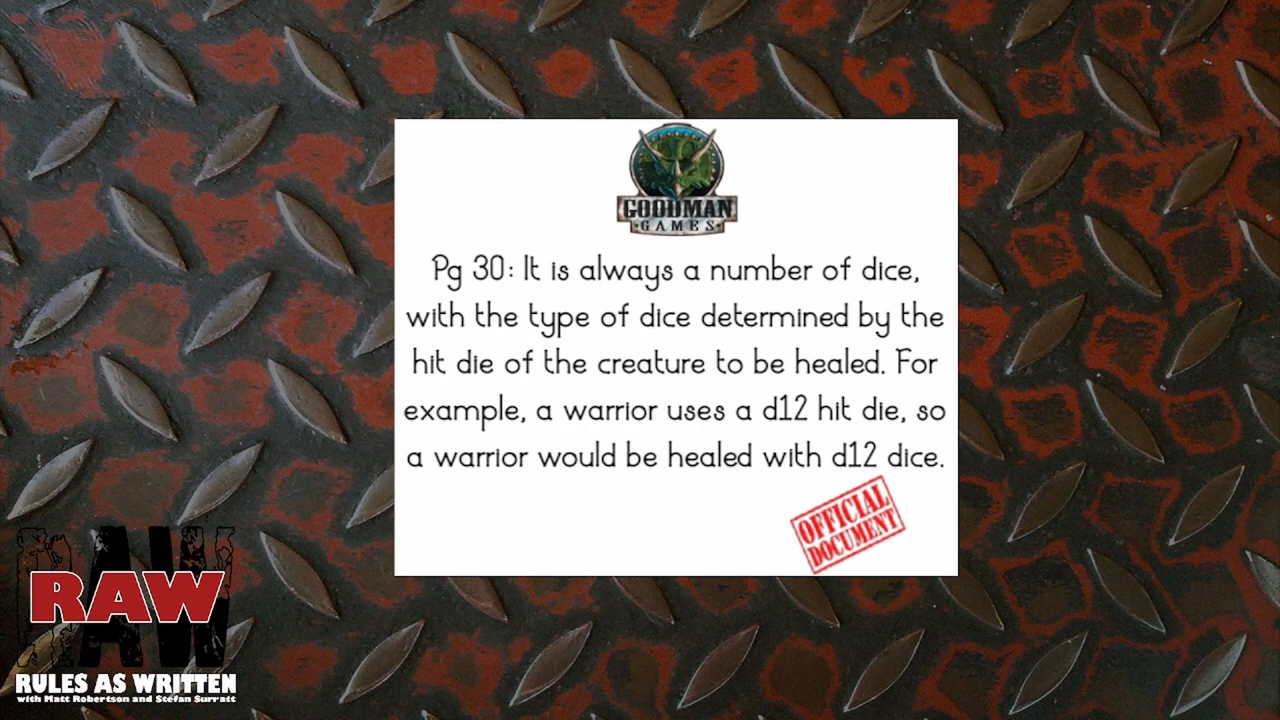 GOODMAN
GAMES
Pg 30: It is always a number of dice,
with the type of dice determined by the
hit die of the creature to be healed. For
example, a warrior uses a d12 hit die, so
a warrior would be healed with d12 dice.
OFFICIAL
DOCUMENT
RAW
RAW
RULES AS WRITTEN
with Matt Robertson and Stefan Surratt